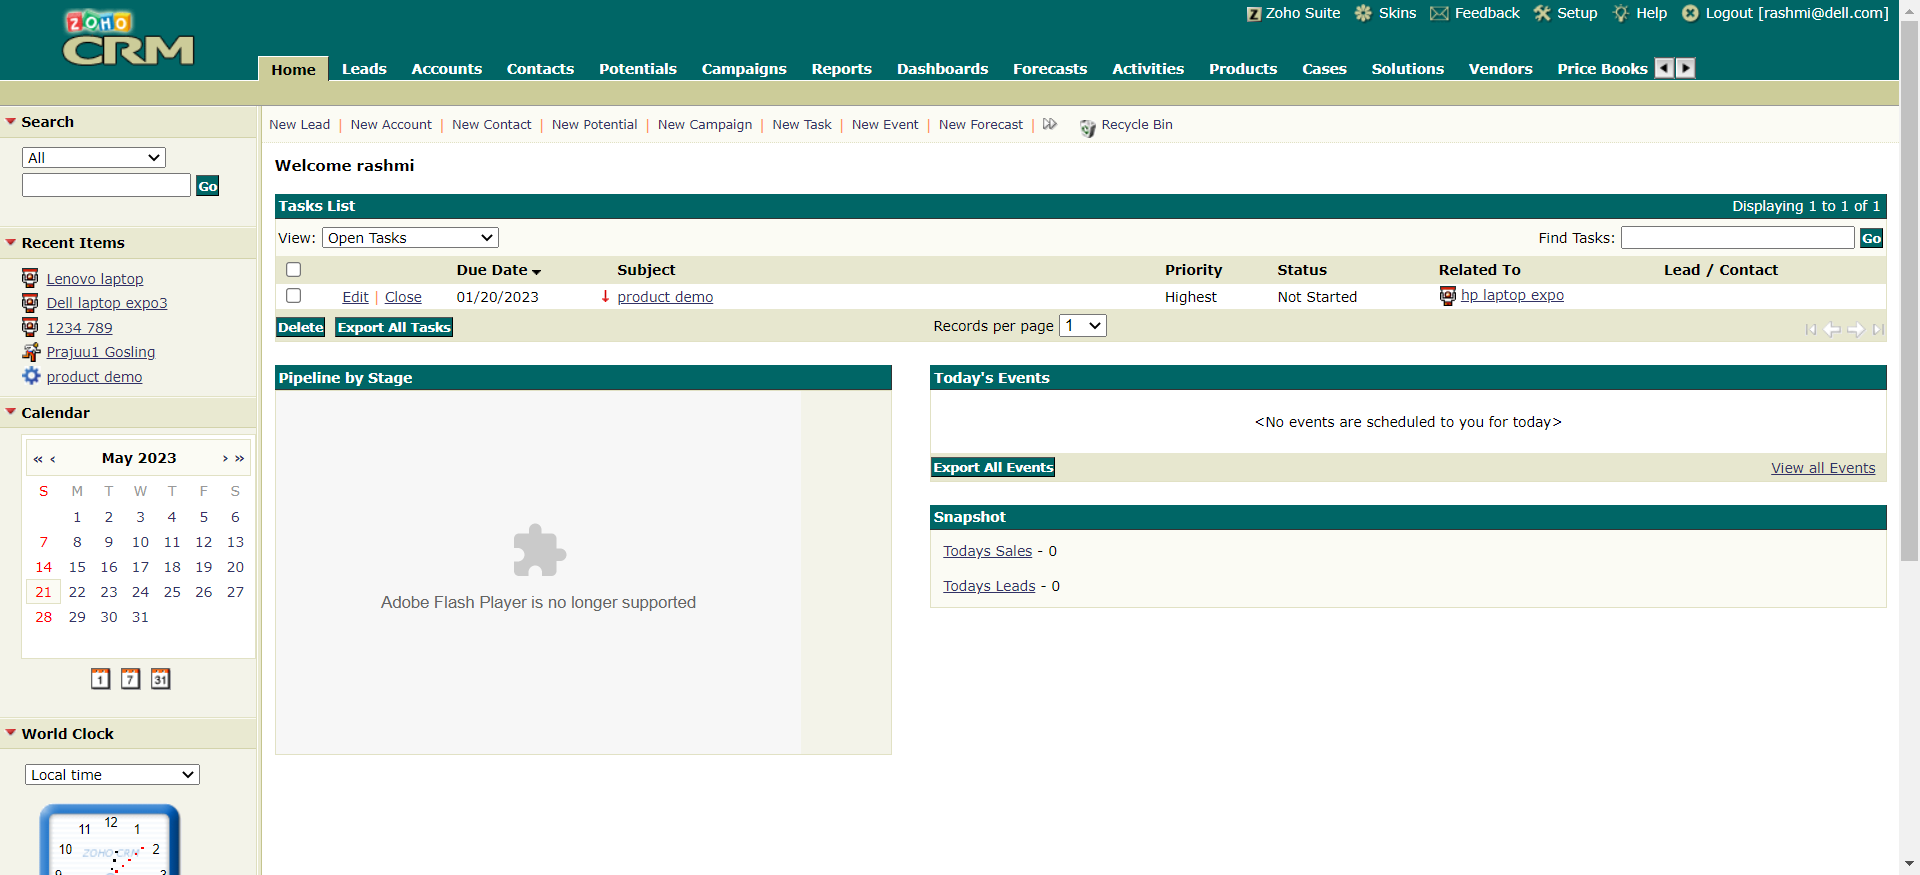 ZOHO
CRM
Zoho Suite Skins Feedback Setup Help Logout [rashmi@dell.com]
Home Leads Accounts Contacts Potentials Campaigns Reports Dashboards Forecasts Activities Products Cases Solutions Vendors Price Books
Search
All
Go
Recent Items
Lenovo laptop
Dell laptop expo3
1234 789
Prajuu1 Gosling
product demo
Calendar
« ‹ May 2023 › »
S M T W T F S
1 2 3 4 5 6
7 8 9 10 11 12 13
14 15 16 17 18 19 20
21 22 23 24 25 26 27
28 29 30 31
1 7 31
World Clock
Local time
12
11 1
10 2
ZOHO CRM
9 3
New Lead | New Account | New Contact | New Potential | New Campaign | New Task | New Event | New Forecast | Recycle Bin
Welcome rashmi
Tasks List Displaying 1 to 1 of 1
View: Open Tasks Find Tasks: Go
Due Date Subject Priority Status Related To Lead / Contact
Edit | Close 01/20/2023 product demo Highest Not Started hp laptop expo
Delete Export All Tasks Records per page 1
Pipeline by Stage
Adobe Flash Player is no longer supported
Today's Events
<No events are scheduled to you for today>
Export All Events View all Events
Snapshot
Todays Sales - 0
Todays Leads - 0